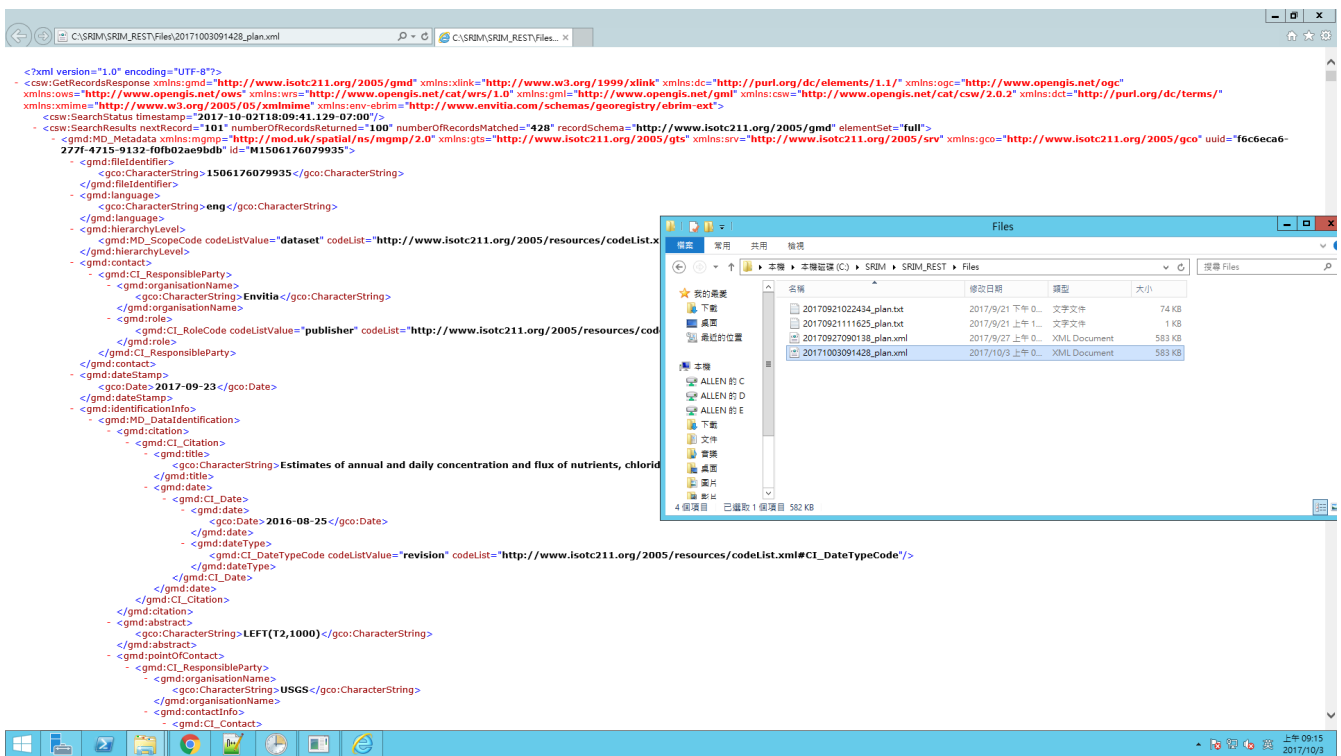 C:\SRIM\SRIM_REST\Files\20171003091428_plan.xml
C:\SRIM\SRIM_REST\Files...
<?xml version="1.0" encoding="UTF-8"?>
- <csw:GetRecordsResponse xmlns:gmd="http://www.isotc211.org/2005/gmd" xmlns:xlink="http://www.w3.org/1999/xlink" xmlns:dc="http://purl.org/dc/elements/1.1/" xmlns:ogc="http://www.opengis.net/ogc"
xmlns:ows="http://www.opengis.net/ows" xmlns:wrs="http://www.opengis.net/cat/wrs/1.0" xmlns:gml="http://www.opengis.net/gml" xmlns:csw="http://www.opengis.net/cat/csw/2.0.2" xmlns:dct="http://purl.org/dc/terms/"
xmlns:xmime="http://www.w3.org/2005/05/xmlmime" xmlns:env-ebrim="http://www.envitia.com/schemas/georegistry/ebrim-ext">
<csw:SearchStatus timestamp="2017-10-02T18:09:41.129-07:00"/>
- <csw:SearchResults nextRecord="101" numberOfRecordsReturned="100" numberOfRecordsMatched="428" recordSchema="http://www.isotc211.org/2005/gmd" elementSet="full">
- <gmd:MD_Metadata xmlns:mgmp="http://mod.uk/spatial/ns/mgmp/2.0" xmlns:gts="http://www.isotc211.org/2005/gts" xmlns:srv="http://www.isotc211.org/2005/srv" xmlns:gco="http://www.isotc211.org/2005/gco" uuid="f6c6eca6-
277f-4715-9132-f0fb02ae9bdb" id="M1506176079935">
- <gmd:fileIdentifier>
<gco:CharacterString>1506176079935</gco:CharacterString>
</gmd:fileIdentifier>
- <gmd:language>
<gco:CharacterString>eng</gco:CharacterString>
</gmd:language>
- <gmd:hierarchyLevel>
<gmd:MD_ScopeCode codeListValue="dataset" codeList="http://www.isotc211.org/2005/resources/codeList.x
</gmd:hierarchyLevel>
- <gmd:contact>
- <gmd:CI_ResponsibleParty>
- <gmd:organisationName>
<gco:CharacterString>Envitia</gco:CharacterString>
</gmd:organisationName>
- <gmd:role>
<gmd:CI_RoleCode codeListValue="publisher" codeList="http://www.isotc211.org/2005/resources/cod
</gmd:role>
</gmd:CI_ResponsibleParty>
</gmd:contact>
- <gmd:dateStamp>
<gco:Date>2017-09-23</gco:Date>
</gmd:dateStamp>
- <gmd:identificationInfo>
- <gmd:MD_DataIdentification>
- <gmd:citation>
- <gmd:CI_Citation>
- <gmd:title>
<gco:CharacterString>Estimates of annual and daily concentration and flux of nutrients, chlorid
</gmd:title>
- <gmd:date>
- <gmd:CI_Date>
- <gmd:date>
<gco:Date>2016-08-25</gco:Date>
</gmd:date>
- <gmd:dateType>
<gmd:CI_DateTypeCode codeListValue="revision" codeList="http://www.isotc211.org/2005/resources/codeList.xml#CI_DateTypeCode"/>
</gmd:dateType>
</gmd:CI_Date>
</gmd:date>
</gmd:CI_Citation>
</gmd:citation>
- <gmd:abstract>
<gco:CharacterString>LEFT(T2,1000)</gco:CharacterString>
</gmd:abstract>
- <gmd:pointOfContact>
- <gmd:CI_ResponsibleParty>
- <gmd:organisationName>
<gco:CharacterString>USGS</gco:CharacterString>
</gmd:organisationName>
- <gmd:contactInfo>
- <gmd:CI_Contact>
Files
檔案 常用 共用 檢視
本機 本機磁碟 (C:) SRIM SRIM_REST Files
搜尋 Files
名稱 修改日期 類型 大小
20170921022434_plan.txt 2017/9/21 下午 0... 文字文件 74 KB
20170921111625_plan.txt 2017/9/21 上午 1... 文字文件 1 KB
20170927090138_plan.xml 2017/9/27 上午 0... XML Document 583 KB
20171003091428_plan.xml 2017/10/3 上午 0... XML Document 583 KB
我的最愛
下載
桌面
最近的位置
本機
ALLEN 的 C
ALLEN 的 D
ALLEN 的 E
下載
文件
音樂
桌面
圖片
影片
4 個項目 已選取 1 個項目 582 KB
英
上午 09:15
2017/10/3